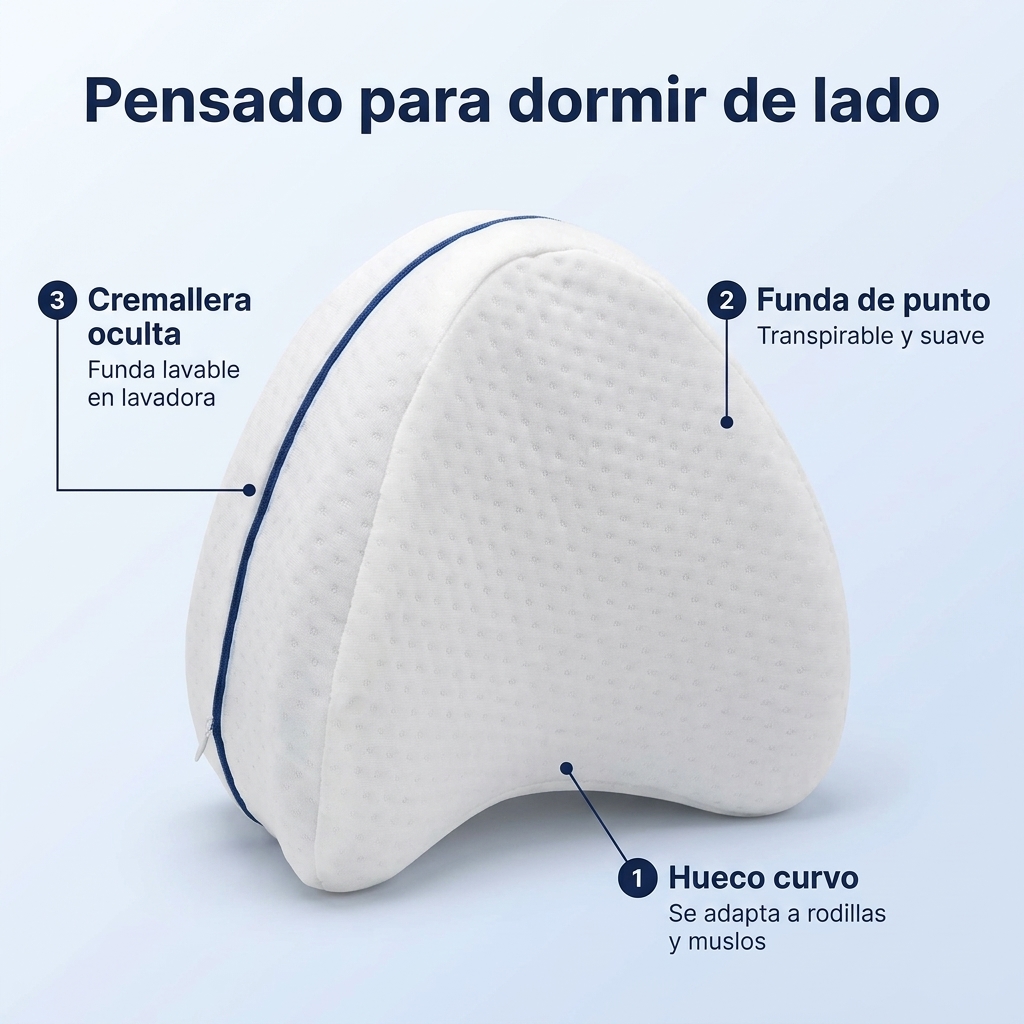 Pensado para dormir de lado
3 Cremallera
oculta
Funda lavable
en lavadora
2 Funda de punto
Transpirable y suave
1 Hueco curvo
Se adapta a rodillas
y muslos